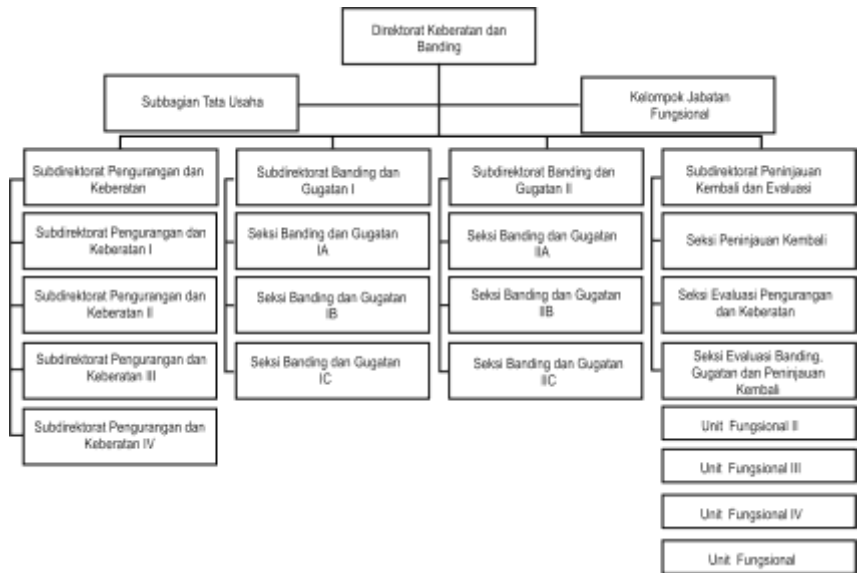 Direktorat Keberatan dan
Banding
Subbagian Tata Usaha
Kelompok Jabatan
Fungsional
Subdirektorat Pengurangan dan
Keberatan
Subdirektorat Pengurangan dan
Keberatan I
Subdirektorat Pengurangan dan
Keberatan II
Subdirektorat Pengurangan dan
Keberatan III
Subdirektorat Pengurangan dan
Keberatan IV
Subdirektorat Banding dan
Gugatan I
Seksi Banding dan Gugatan
IA
Seksi Banding dan Gugatan
IB
Seksi Banding dan Gugatan
IC
Subdirektorat Banding dan
Gugatan II
Seksi Banding dan Gugatan
IIA
Seksi Banding dan Gugatan
IIB
Seksi Banding dan Gugatan
IIC
Subdirektorat Peninjauan
Kembali dan Evaluasi
Seksi Peninjauan Kembali
Seksi Evaluasi Pengurangan
dan Keberatan
Seksi Evaluasi Banding,
Gugatan dan Peninjauan
Kembali
Unit Fungsional II
Unit Fungsional III
Unit Fungsional IV
Unit Fungsional